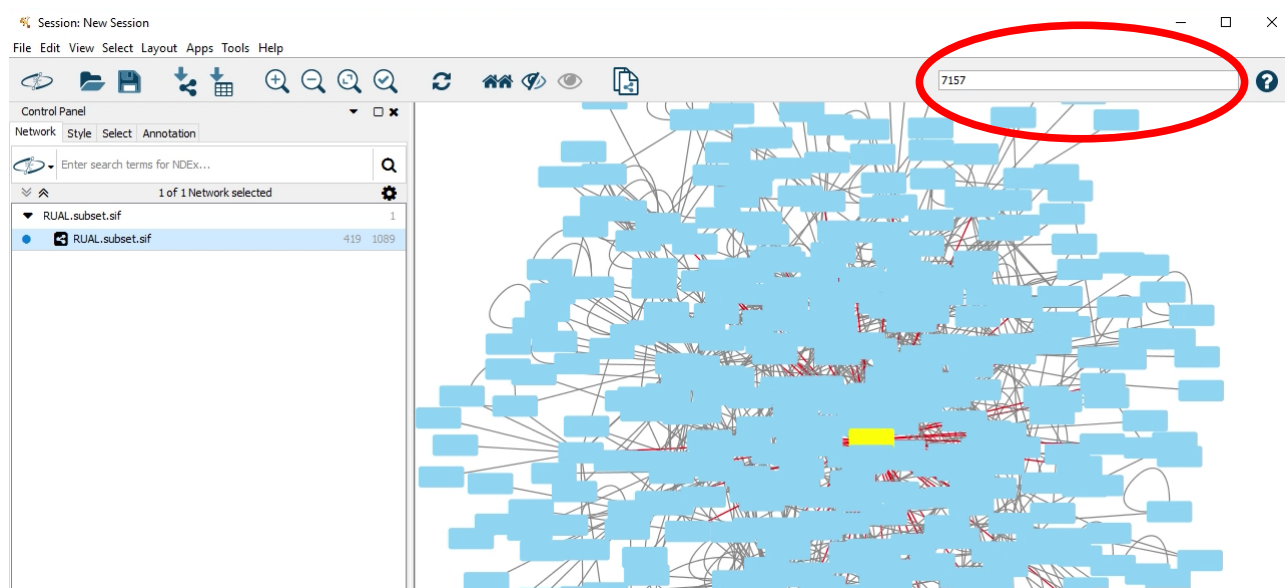 Session: New Session
File Edit View Select Layout Apps Tools Help
7157
Control Panel
Network Style Select Annotation
Enter search terms for NDEx...
1 of 1 Network selected
RUAL.subset.sif 1
RUAL.subset.sif 419 1089